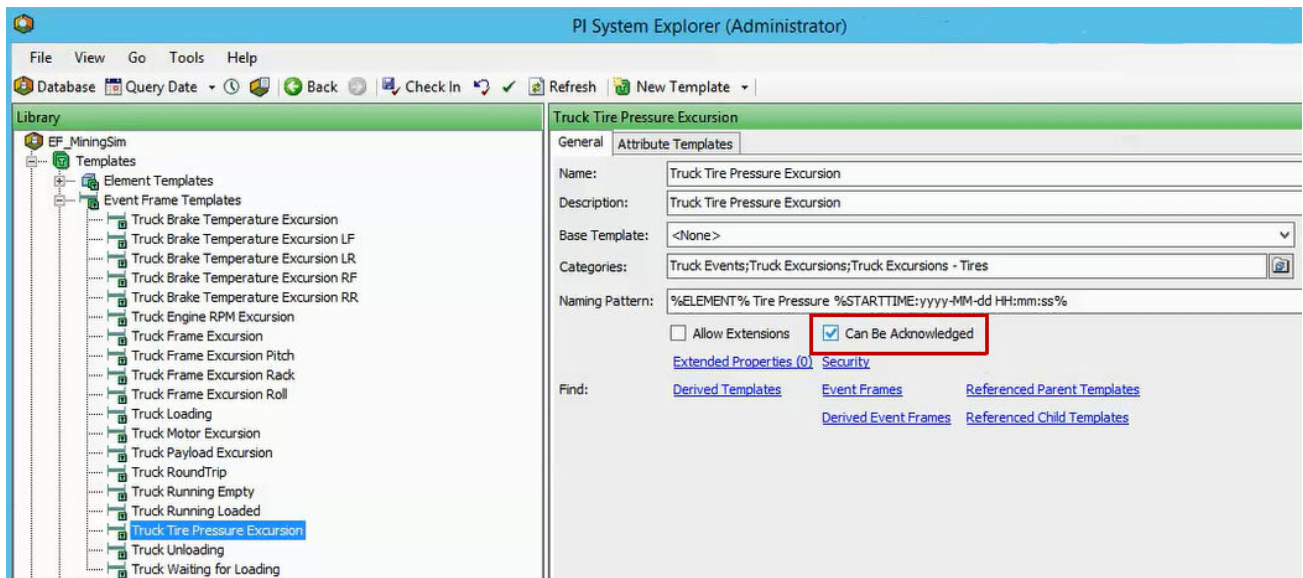 PI System Explorer (Administrator)
File View Go Tools Help
Database Query Date Back Check In Refresh New Template
Library
EF_MiningSim
Templates
Element Templates
Event Frame Templates
Truck Brake Temperature Excursion
Truck Brake Temperature Excursion LF
Truck Brake Temperature Excursion LR
Truck Brake Temperature Excursion RF
Truck Brake Temperature Excursion RR
Truck Engine RPM Excursion
Truck Frame Excursion
Truck Frame Excursion Pitch
Truck Frame Excursion Rack
Truck Frame Excursion Roll
Truck Loading
Truck Motor Excursion
Truck Payload Excursion
Truck RoundTrip
Truck Running Empty
Truck Running Loaded
Truck Tire Pressure Excursion
Truck Unloading
Truck Waiting for Loading
Truck Tire Pressure Excursion
General Attribute Templates
Name: Truck Tire Pressure Excursion
Description: Truck Tire Pressure Excursion
Base Template: <None>
Categories: Truck Events;Truck Excursions;Truck Excursions - Tires
Naming Pattern: %ELEMENT% Tire Pressure %STARTTIME:yyyy-MM-dd HH:mm:ss%
Allow Extensions Can Be Acknowledged
Extended Properties (0) Security
Find: Derived Templates Event Frames Referenced Parent Templates
Derived Event Frames Referenced Child Templates